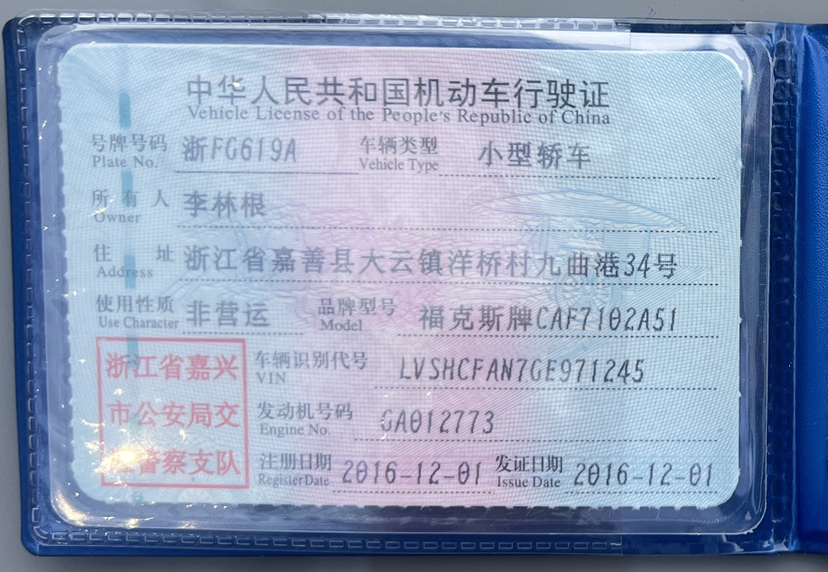 中华人民共和国机动车行驶证
Vehicle License of the People's Republic of China
号牌号码 浙FG619A 车辆类型 小型轿车
Plate No. Vehicle Type
所有人 李林根
Owner
住址 浙江省嘉善县大云镇洋桥村九曲港34号
Address
使用性质 非营运 品牌型号 福克斯牌CAF7102A51
Use Character Model
浙江省嘉兴
市公安局交
警察支队
车辆识别代号 LVSHCFAN7GE971245
VIN
发动机号码 GA012773
Engine No.
注册日期 2016-12-01 发证日期 2016-12-01
Register Date Issue Date